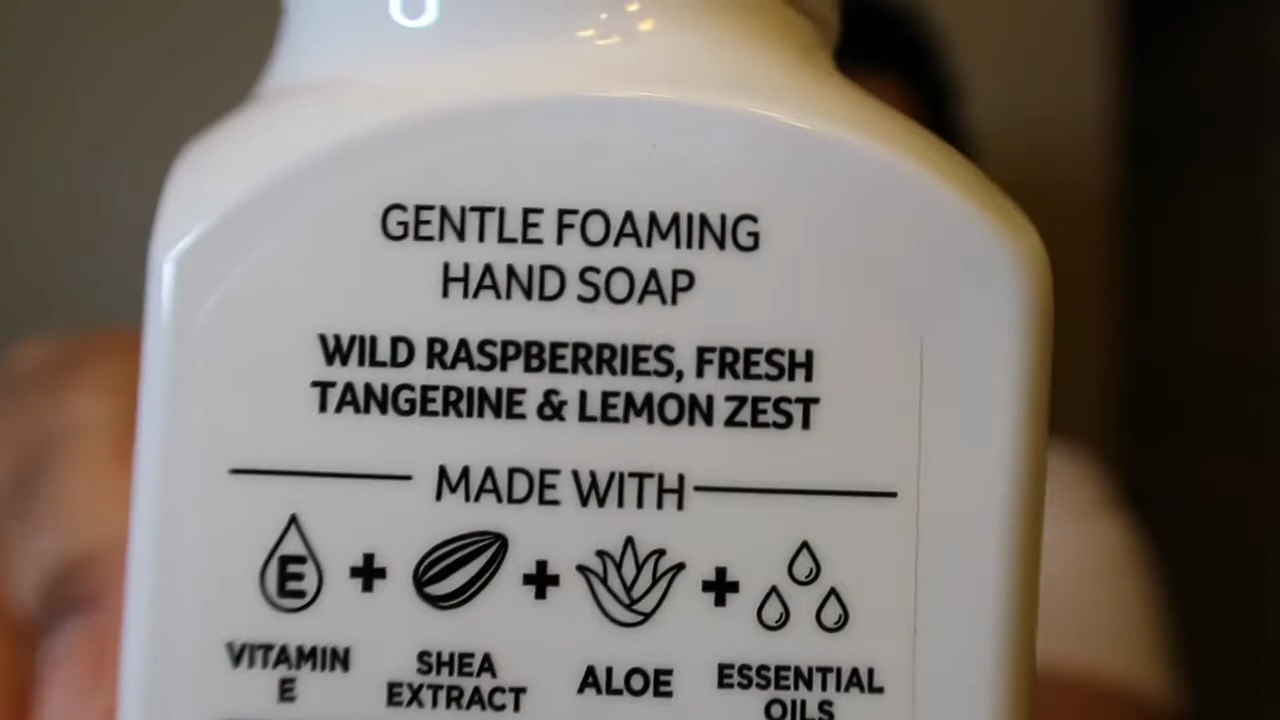 GENTLE FOAMING
HAND SOAP
WILD RASPBERRIES, FRESH
TANGERINE & LEMON ZEST
MADE WITH
E + + +
VITAMIN E
SHEA EXTRACT
ALOE
ESSENTIAL OILS